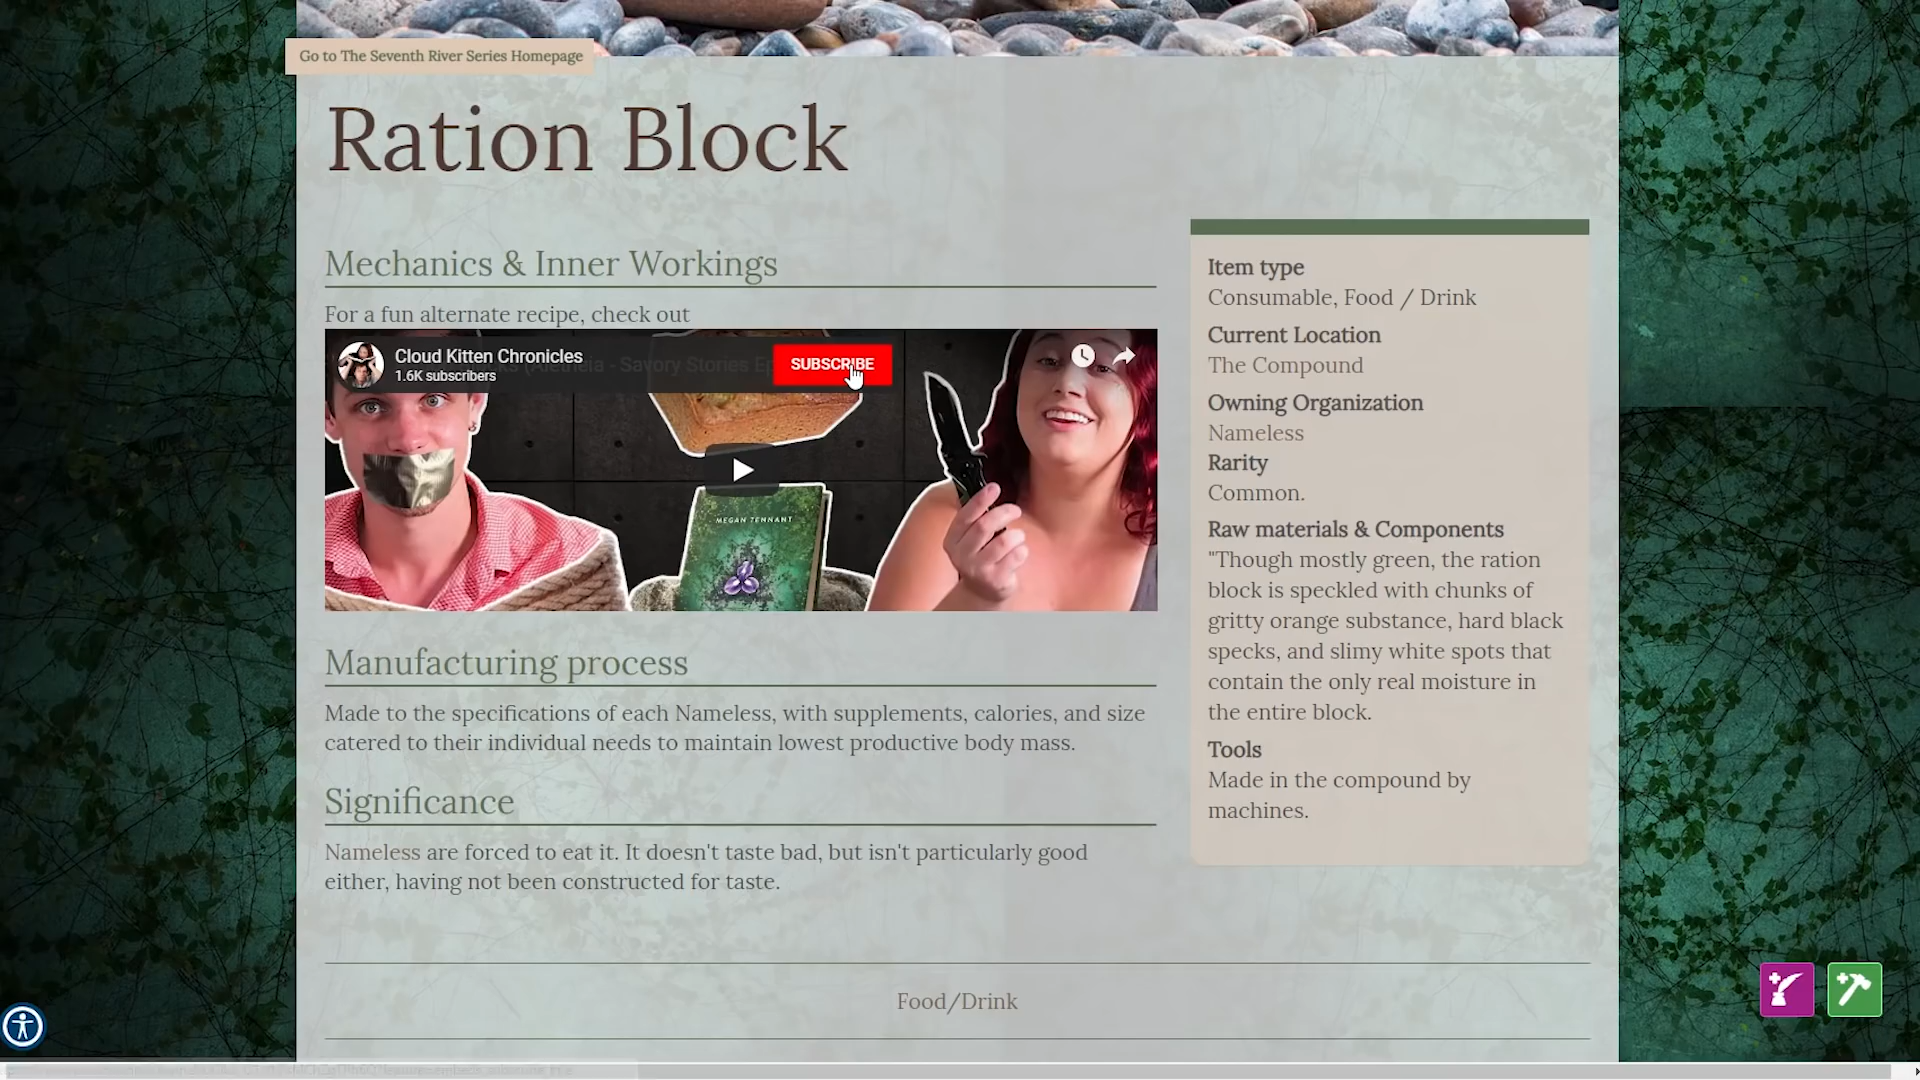 Go to The Seventh River Series Homepage
Ration Block
Mechanics & Inner Workings
For a fun alternate recipe, check out
Cloud Kitten Chronicles
1.6K subscribers
SUBSCRIBE
Savory Stories
MEGAN TENNANT
Manufacturing process
Made to the specifications of each Nameless, with supplements, calories, and size
catered to their individual needs to maintain lowest productive body mass.
Significance
Nameless are forced to eat it. It doesn't taste bad, but isn't particularly good
either, having not been constructed for taste.
Item type
Consumable, Food / Drink
Current Location
The Compound
Owning Organization
Nameless
Rarity
Common.
Raw materials & Components
"Though mostly green, the ration
block is speckled with chunks of
gritty orange substance, hard black
specks, and slimy white spots that
contain the only real moisture in
the entire block.
Tools
Made in the compound by
machines.
Food/Drink